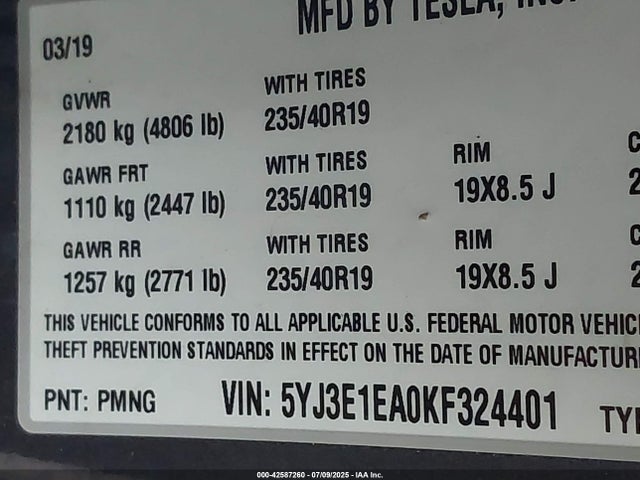 MFD BY TESLA, INC.
03/19
GVWR
2180 kg (4806 lb)
WITH TIRES
235/40R19
GAWR FRT
1110 kg (2447 lb)
WITH TIRES
235/40R19
RIM
19X8.5 J
GAWR RR
1257 kg (2771 lb)
WITH TIRES
235/40R19
RIM
19X8.5 J
THIS VEHICLE CONFORMS TO ALL APPLICABLE U.S. FEDERAL MOTOR VEHIC
THEFT PREVENTION STANDARDS IN EFFECT ON THE DATE OF MANUFACTUR
PNT: PMNG
VIN: 5YJ3E1EA0KF324401
000-42587260 - 07/09/2025 - IAA Inc.